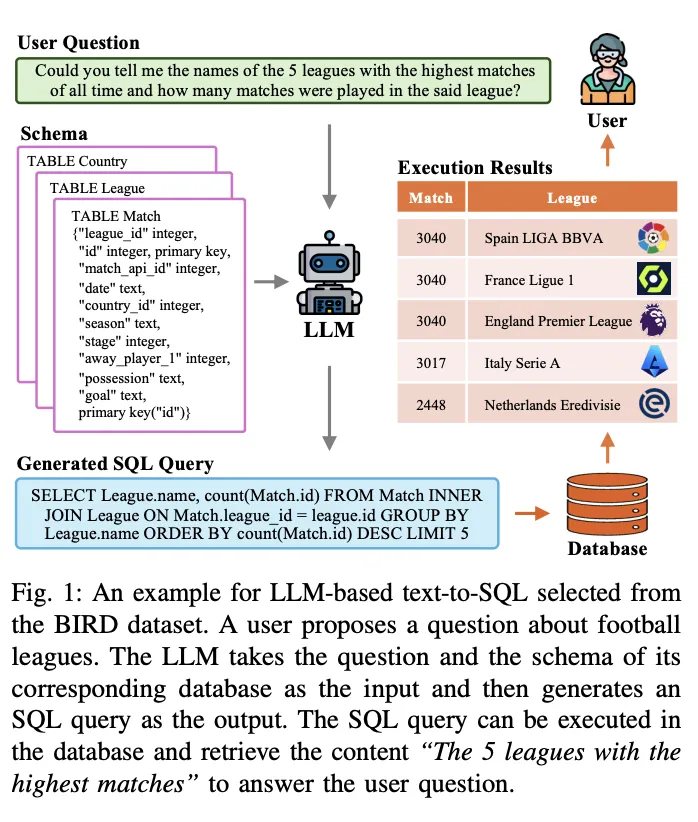 User Question
Could you tell me the names of the 5 leagues with the highest matches
of all time and how many matches were played in the said league?
User
Schema
TABLE Country
TABLE League
TABLE Match
{"league_id" integer,
"id" integer, primary key,
"match_api_id" integer,
"date" text,
"country_id" integer,
"season" text,
"stage" integer,
"away_player_1" integer,
"possession" text,
"goal" text,
primary key("id")}
LLM
Execution Results
Match League
3040 Spain LIGA BBVA
3040 France Ligue 1
3040 England Premier League
3017 Italy Serie A
2448 Netherlands Eredivisie
Generated SQL Query
SELECT League.name, count(Match.id) FROM Match INNER
JOIN League ON Match.league_id = league.id GROUP BY
League.name ORDER BY count(Match.id) DESC LIMIT 5
Database
Fig. 1: An example for LLM-based text-to-SQL selected from
the BIRD dataset. A user proposes a question about football
leagues. The LLM takes the question and the schema of its
corresponding database as the input and then generates an
SQL query as the output. The SQL query can be executed in
the database and retrieve the content “The 5 leagues with the
highest matches” to answer the user question.